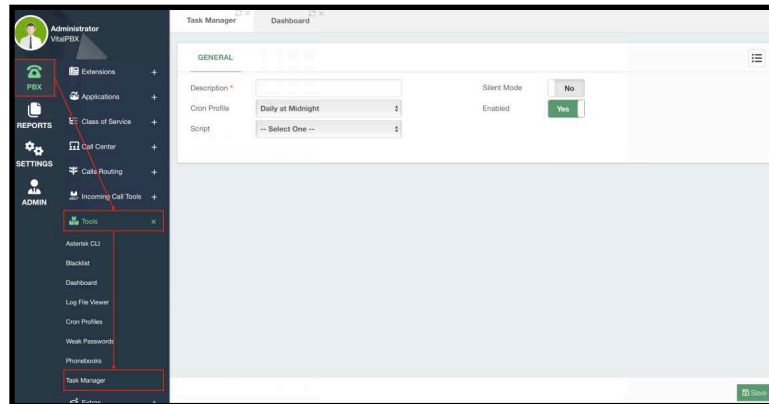 Administrator
VitalPBX
PBX
REPORTS
SETTINGS
ADMIN
Extensions +
Applications +
Class of Service +
Call Center +
Calls Routing +
Incoming Call Tools +
Tools ×
Asterisk CLI
Blacklist
Dashboard
Log File Viewer
Cron Profiles
Weak Passwords
Phonebooks
Task Manager
Extras +
Task Manager
Dashboard
GENERAL
Description *
Silent Mode No
Cron Profile Daily at Midnight
Enabled Yes
Script -- Select One --
Save